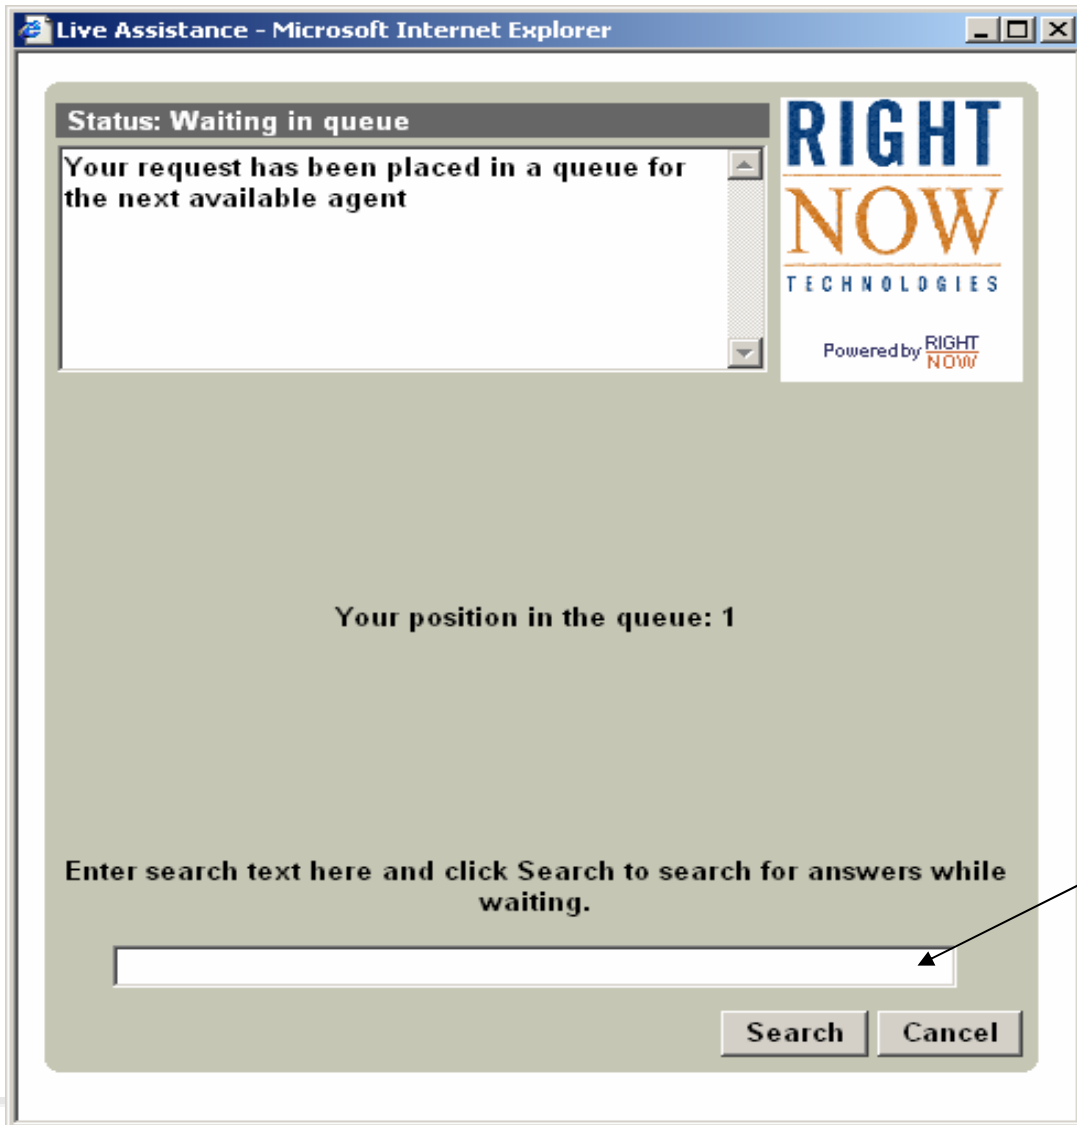 Live Assistance - Microsoft Internet Explorer
Status: Waiting in queue
Your request has been placed in a queue for
the next available agent
RIGHT
NOW
TECHNOLOGIES
Powered by RIGHT
NOW
Your position in the queue: 1
Enter search text here and click Search to search for answers while
waiting.
Search
Cancel